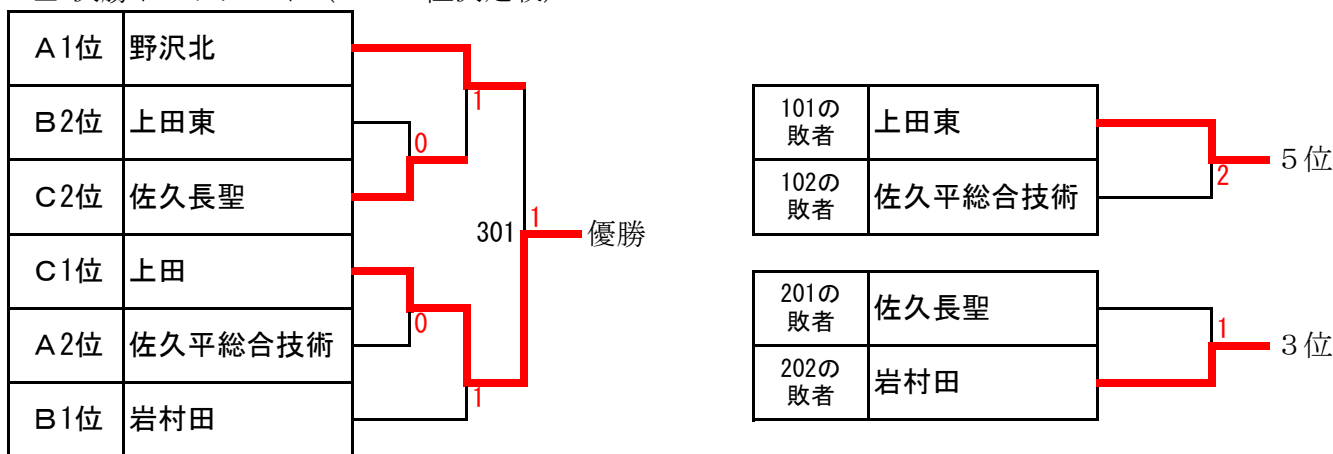 A1位 野沢北
B2位 上田東
C2位 佐久長聖
C1位 上田
A2位 佐久平総合技術
B1位 岩村田
1
0
301 1 優勝
0
1
101の
敗者 上田東
102の
敗者 佐久平総合技術
2 5位
201の
敗者 佐久長聖
202の
敗者 岩村田
1 3位